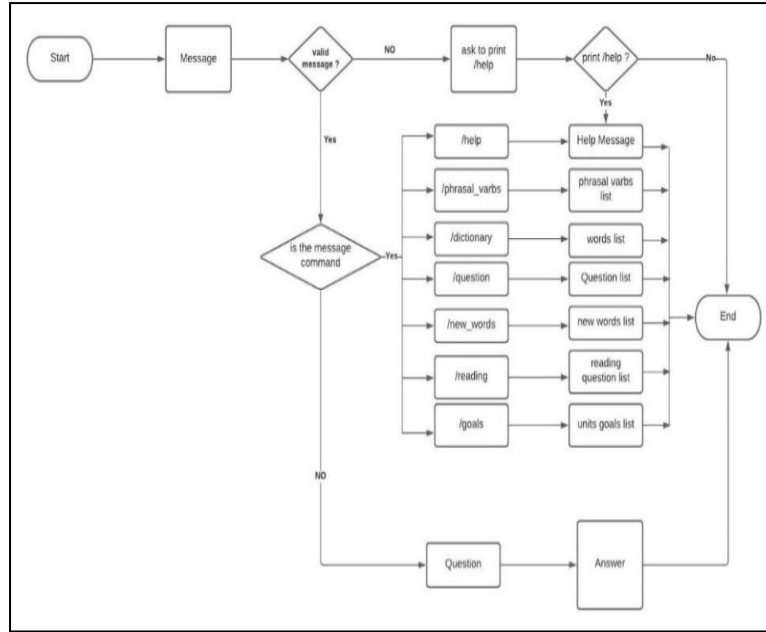 Start
Message
valid
message ?
NO
ask to print
/help
print /help ?
No
Yes
Yes
/help
Help Message
/phrasal_varbs
phrasal varbs
list
/dictionary
words list
is the message
command
Yes
/question
Question list
/new_words
new words list
End
/reading
reading
question list
/goals
units goals list
NO
Question
Answer